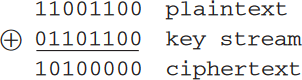 11001100 plaintext
⊕ 01101100 key stream
10100000 ciphertext